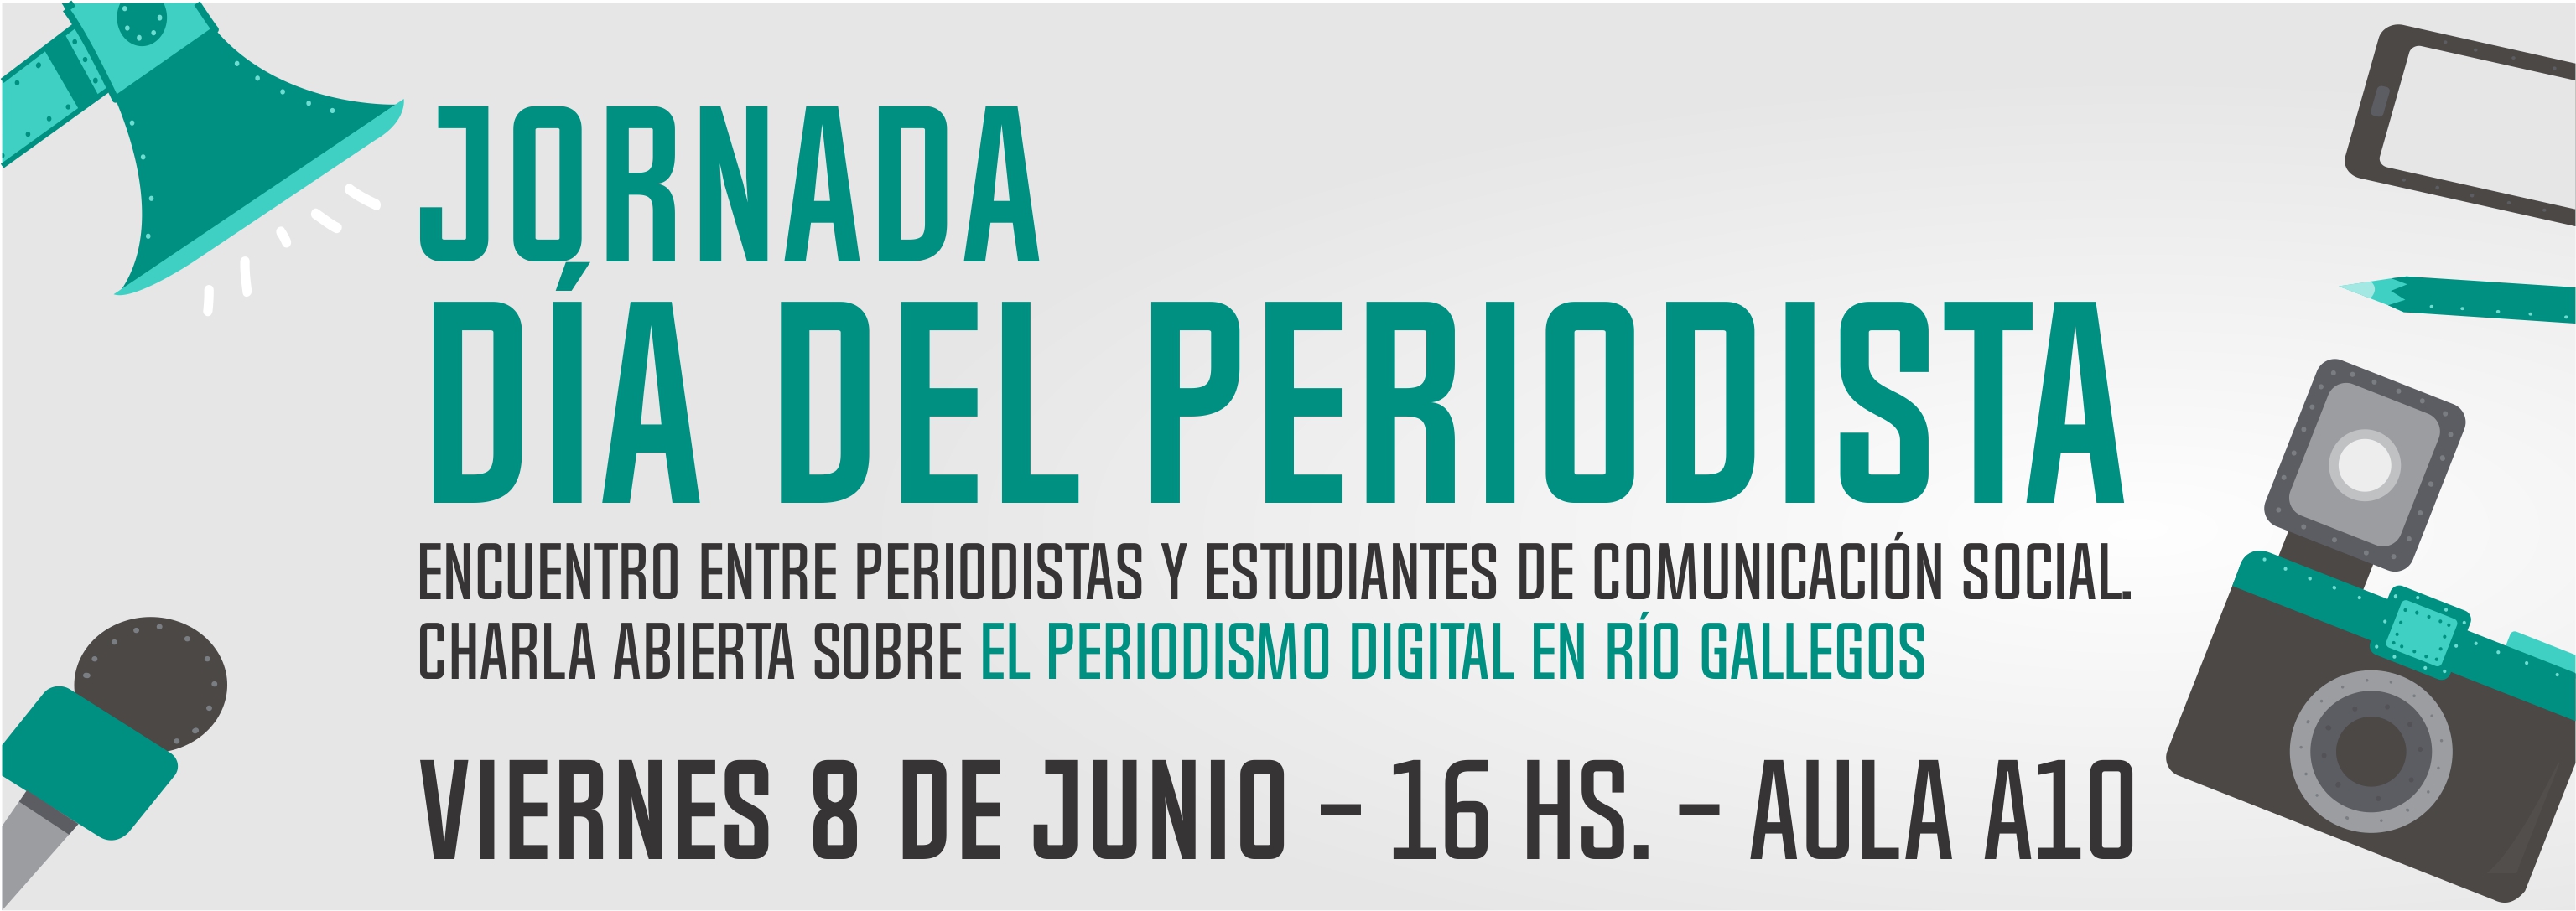 JORNADA
DÍA DEL PERIODISTA
ENCUENTRO ENTRE PERIODISTAS Y ESTUDIANTES DE COMUNICACIÓN SOCIAL.
CHARLA ABIERTA SOBRE EL PERIODISMO DIGITAL EN RÍO GALLEGOS
VIERNES 8 DE JUNIO – 16 HS. – AULA A10